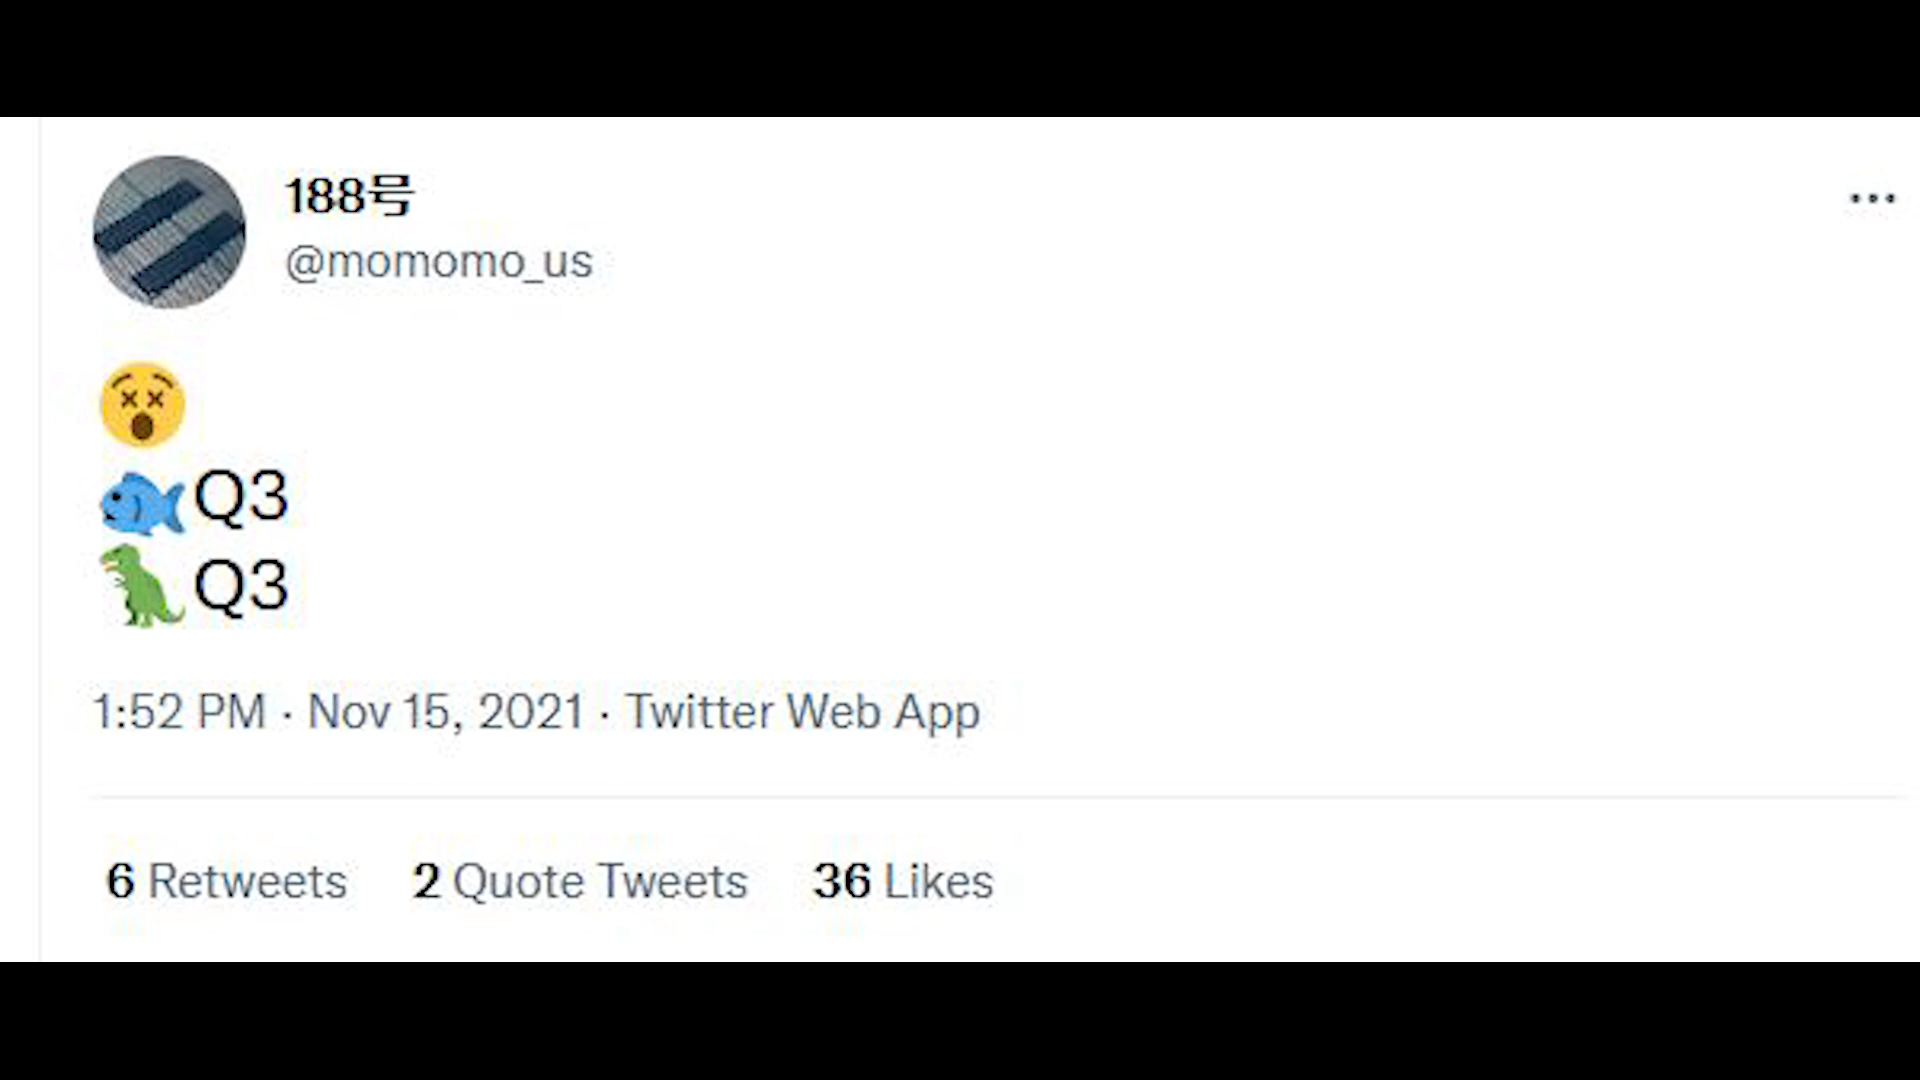 188号
@momomo_us
😵
🐟Q3
🦖Q3
1:52 PM · Nov 15, 2021 · Twitter Web App
6 Retweets 2 Quote Tweets 36 Likes